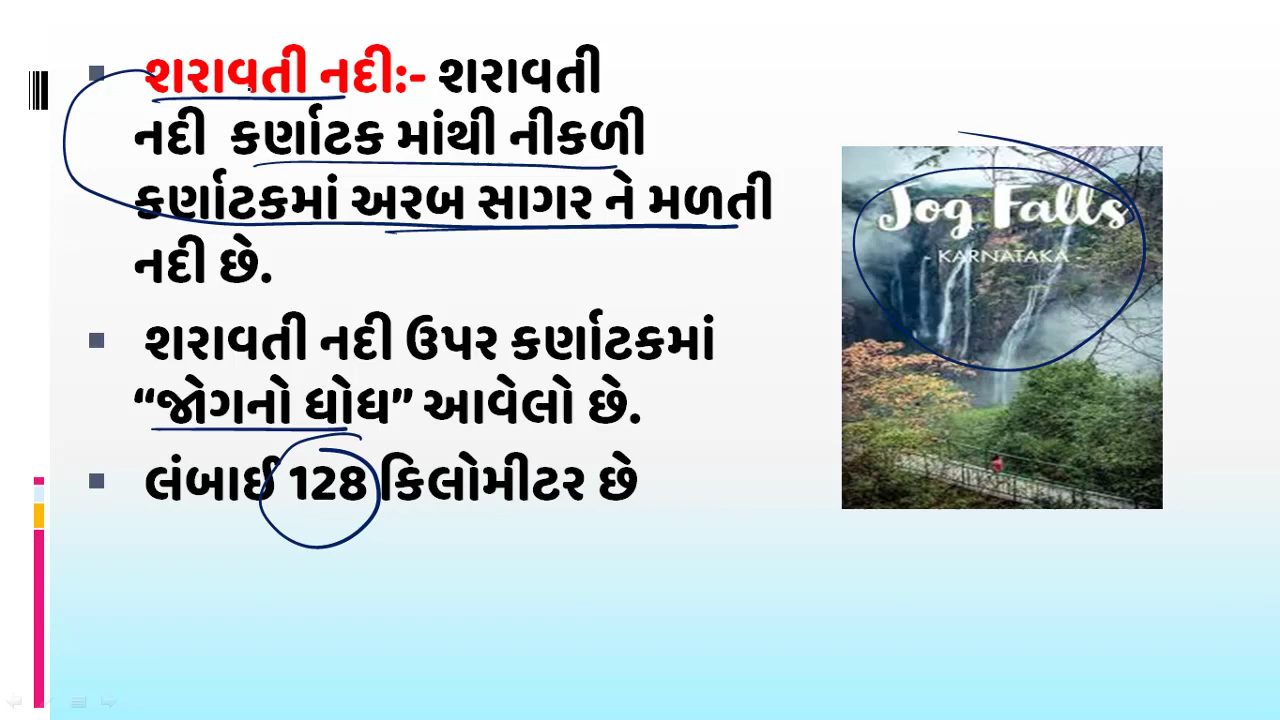 શરાવતી નદી:- શરાવતી
નદી કર્ણાટક માંથી નીકળી
કર્ણાટકમાં અરબ સાગર ને મળતી
નદી છે.
શરાવતી નદી ઉપર કર્ણાટકમાં
“જોગનો ધોધ” આવેલો છે.
લંબાઈ 128 કિલોમીટર છે
Jog Falls
- KARNATAKA -